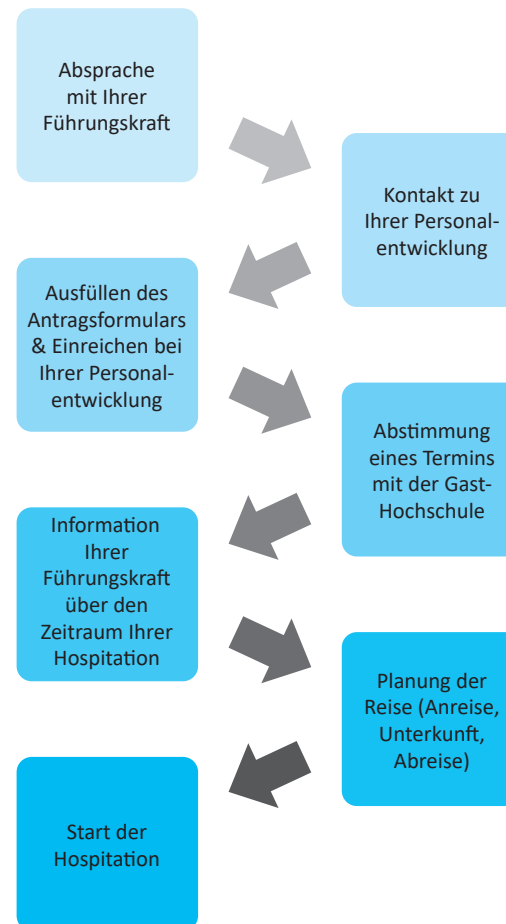 Absprache
mit Ihrer
Führungskraft
Kontakt zu
Ihrer Personal-
entwicklung
Ausfüllen des
Antragsformulars
& Einreichen bei
Ihrer Personal-
entwicklung
Abstimmung
eines Termins
mit der Gast-
Hochschule
Information
Ihrer
Führungskraft
über den
Zeitraum Ihrer
Hospitation
Planung der
Reise (Anreise,
Unterkunft,
Abreise)
Start der
Hospitation